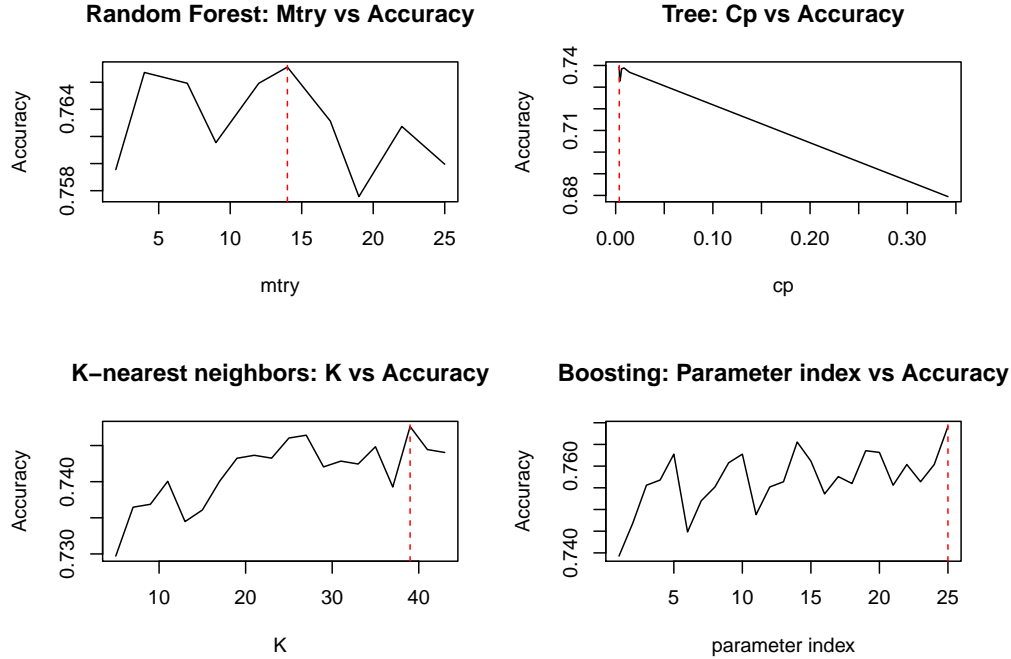 Random Forest: Mtry vs Accuracy
Accuracy
0.764
0.758
5 10 15 20 25
mtry
Tree: Cp vs Accuracy
Accuracy
0.74
0.71
0.68
0.00 0.10 0.20 0.30
cp
K−nearest neighbors: K vs Accuracy
Accuracy
0.740
0.730
10 20 30 40
K
Boosting: Parameter index vs Accuracy
Accuracy
0.760
0.740
5 10 15 20 25
parameter index